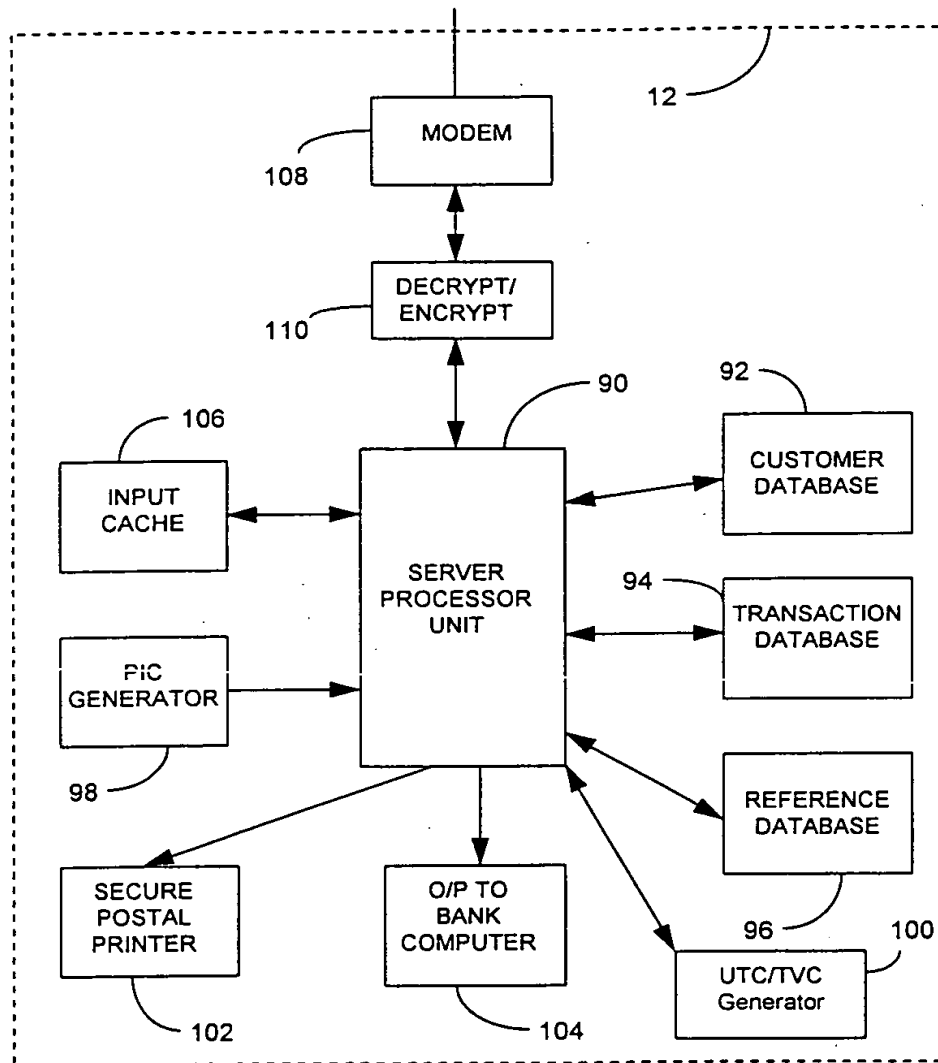 12
MODEM
108
DECRYPT/
ENCRYPT
110
90
92
106
INPUT
CACHE
CUSTOMER
DATABASE
SERVER
PROCESSOR
UNIT
94
TRANSACTION
DATABASE
PIC
GENERATOR
98
REFERENCE
DATABASE
SECURE
POSTAL
PRINTER
O/P TO
BANK
COMPUTER
96
100
UTC/TVC
Generator
102
104